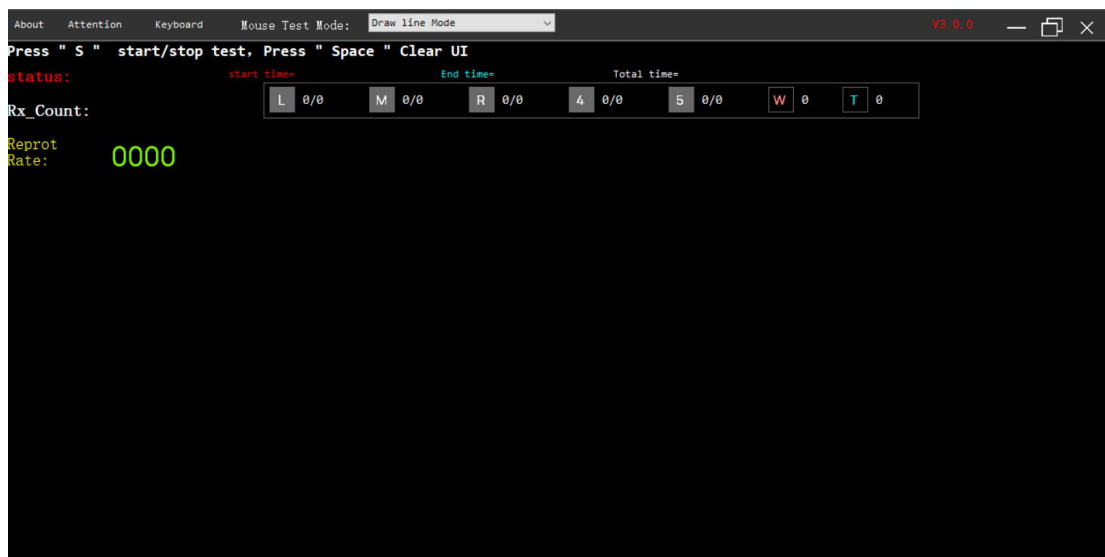 About Attention Keyboard Mouse Test Mode: Draw line Mode V3.0.0
Press " S " start/stop test, Press " Space " Clear UI
status: start time= End time= Total time=
L 0/0 M 0/0 R 0/0 4 0/0 5 0/0 W 0 T 0
Rx_Count:
Reprot
Rate: 0000